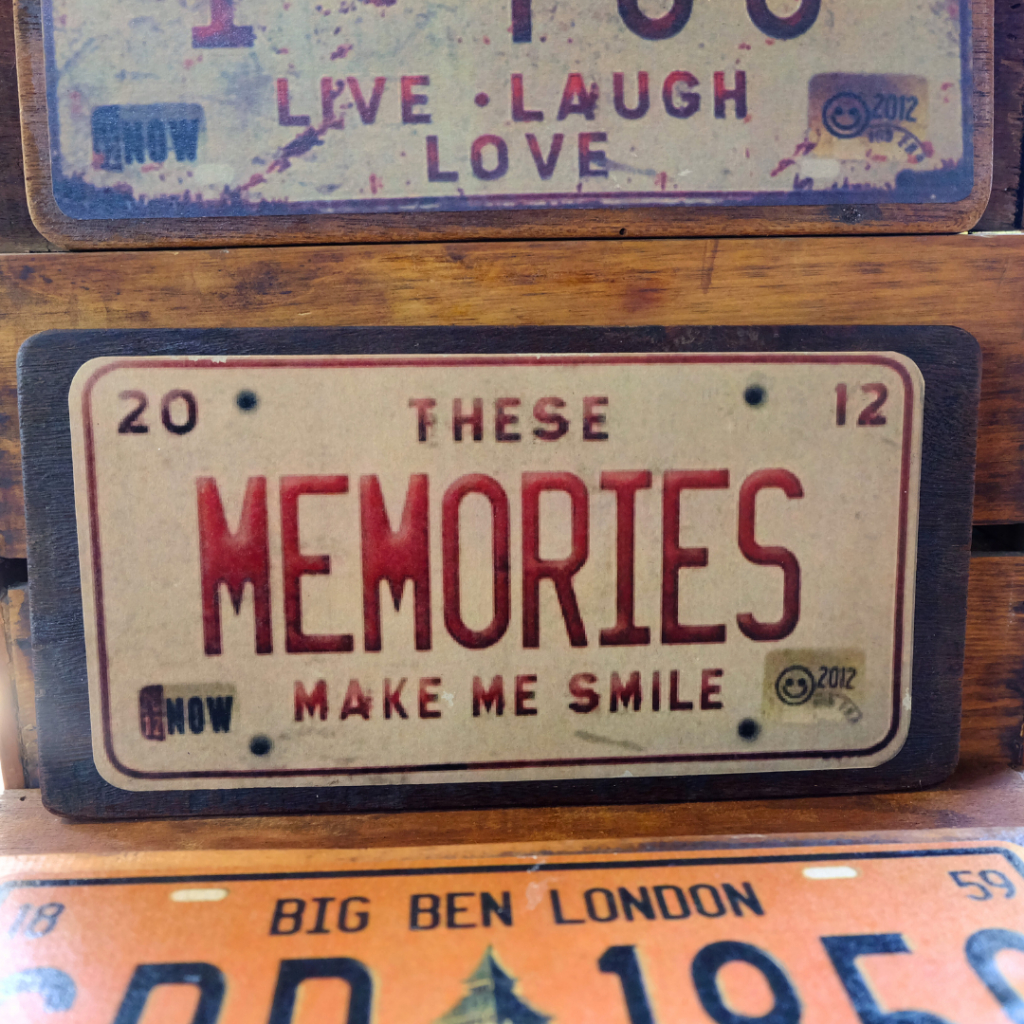 LIVE · LAUGH
LOVE
NOW
2012
20
THESE
12
MEMORIES
MAKE ME SMILE
NOW
2012
18
BIG BEN LONDON
59